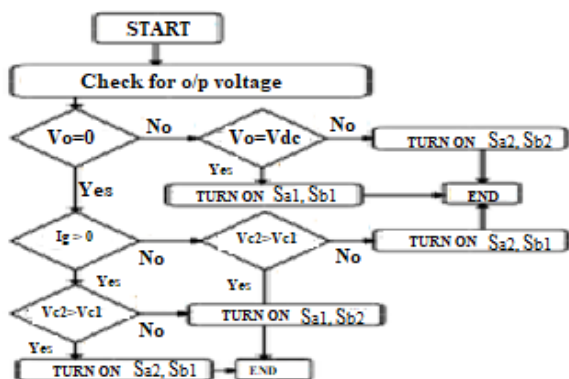 START
Check for o/p voltage
Vo=0
No
Vo=Vdc
No
TURN ON Sa2, Sb2
Yes
Yes
TURN ON Sa1, Sb1
END
Ig > 0
No
Vc2>Vc1
No
TURN ON Sa2, Sb1
Yes
Yes
Vc2>Vc1
No
TURN ON Sa1, Sb2
Yes
TURN ON Sa2, Sb1
END